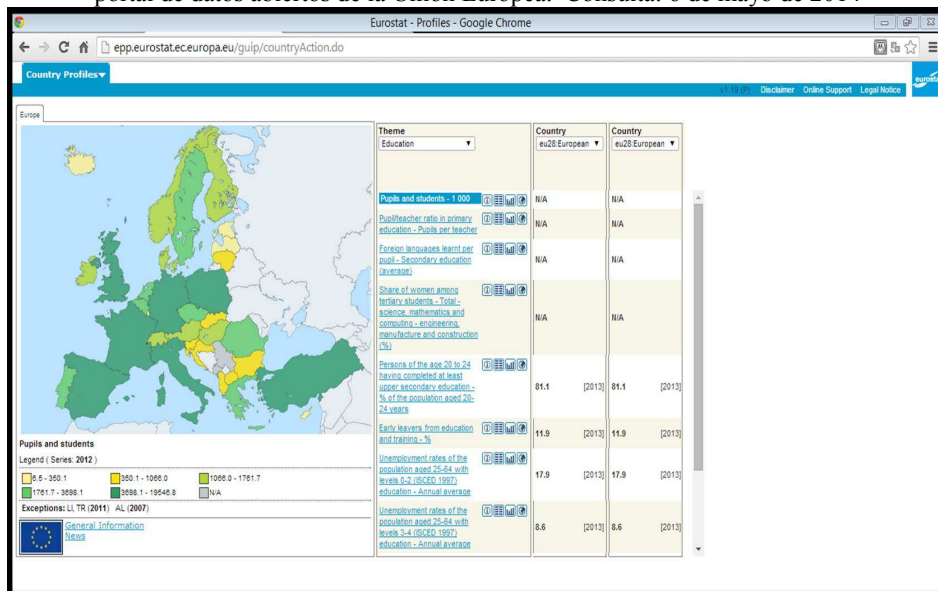 portal de datos abiertos de la Unión Europea. Consulta: 6 de mayo de 2014
Eurostat - Profiles - Google Chrome
epp.eurostat.ec.europa.eu/guip/countryAction.do
Country Profiles
v1.19 (P) Disclaimer Online Support Legal Notice
eurostat
Europe
Theme
Education
Country
eu28:European
Country
eu28:European
Pupils and students - 1 000
N/A
N/A
Pupil/teacher ratio in primary
education - Pupils per teacher
N/A
N/A
Foreign languages learnt per
pupil - Secondary education
(average)
N/A
N/A
Share of women among
tertiary students - Total -
science, mathematics and
computing - engineering,
manufacture and construction
(%)
N/A
N/A
Persons of the age 20 to 24
having completed at least
upper secondary education -
% of the population aged 20-
24 years
81.1 [2013]
81.1 [2013]
Early leavers from education
and training - %
11.9 [2013]
11.9 [2013]
Unemployment rates of the
population aged 25-64 with
levels 0-2 (ISCED 1997)
education - Annual average
17.9 [2013]
17.9 [2013]
Unemployment rates of the
population aged 25-64 with
levels 3-4 (ISCED 1997)
education - Annual average
8.6 [2013]
8.6 [2013]
Pupils and students
Legend ( Series: 2012 )
6.5 - 350.1
350.1 - 1066.0
1066.0 - 1761.7
1761.7 - 3698.1
3698.1 - 19546.8
N/A
Exceptions: LI, TR (2011) AL (2007)
General Information
News